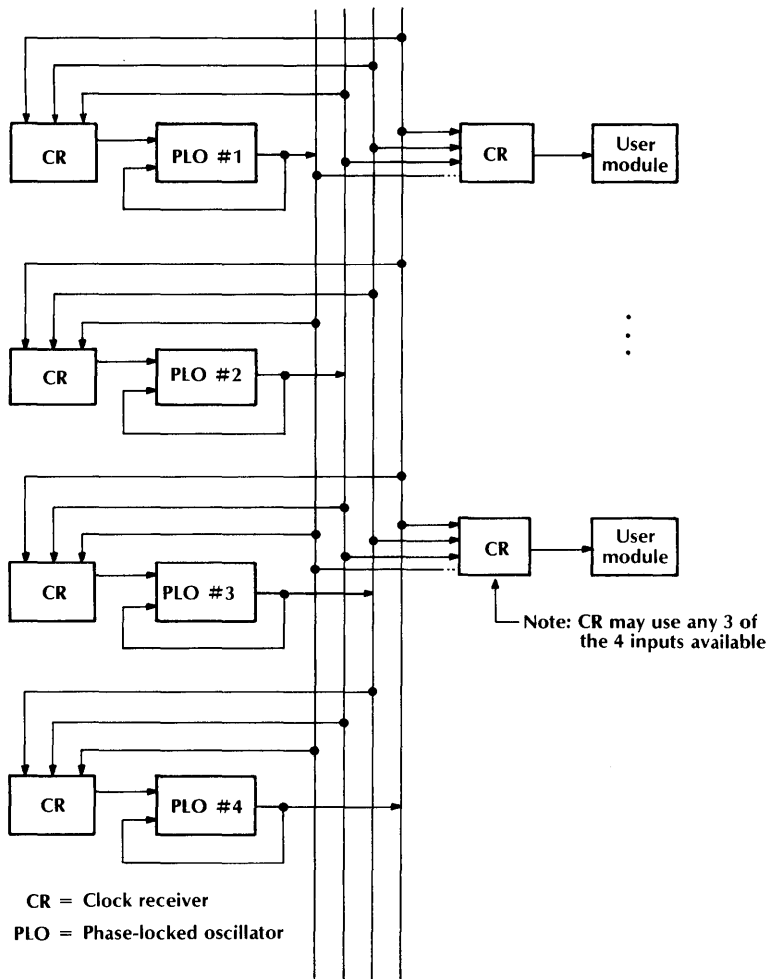 CR
PLO #1
CR
User
module
CR
PLO #2
CR
PLO #3
CR
User
module
Note: CR may use any 3 of
the 4 inputs available
CR
PLO #4
CR = Clock receiver
PLO = Phase-locked oscillator